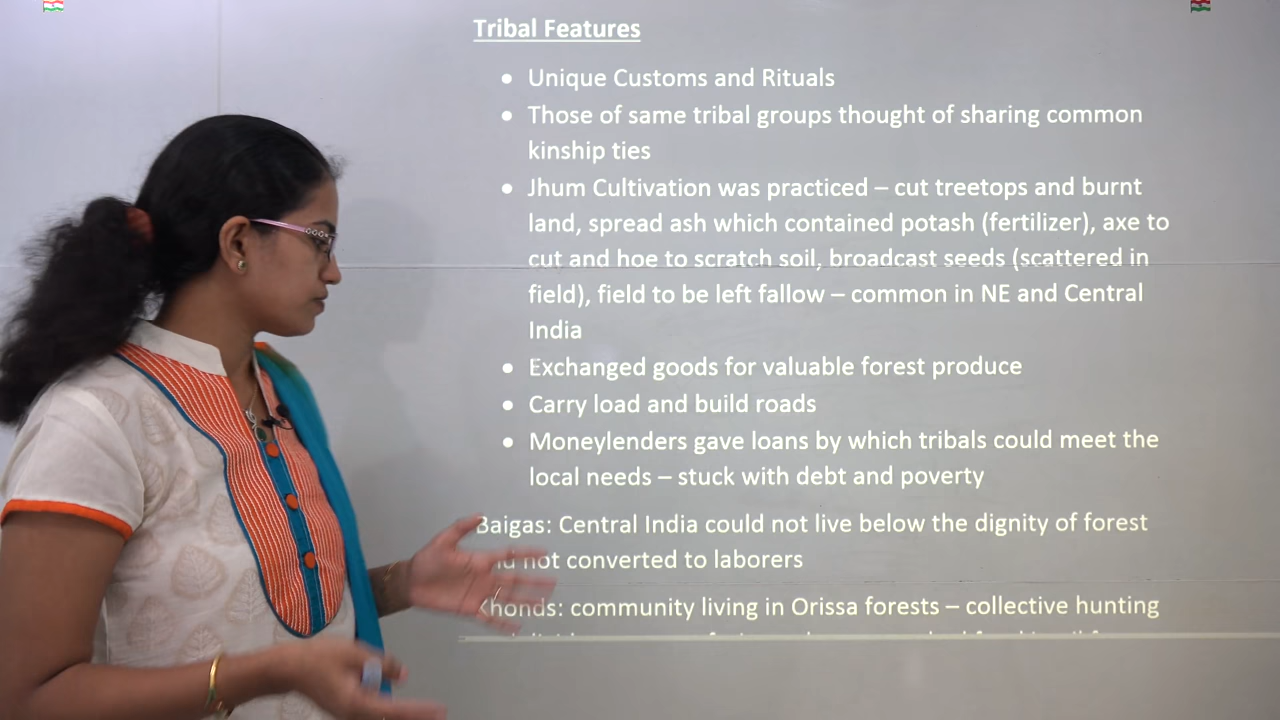 Tribal Features
• Unique Customs and Rituals
• Those of same tribal groups thought of sharing common
kinship ties
• Jhum Cultivation was practiced – cut treetops and burnt
land, spread ash which contained potash (fertilizer), axe to
cut and hoe to scratch soil, broadcast seeds (scattered in
field), field to be left fallow – common in NE and Central
India
• Exchanged goods for valuable forest produce
• Carry load and build roads
• Moneylenders gave loans by which tribals could meet the
local needs – stuck with debt and poverty
Baigas: Central India could not live below the dignity of forest
not converted to laborers
Khonds: community living in Orissa forests – collective hunting